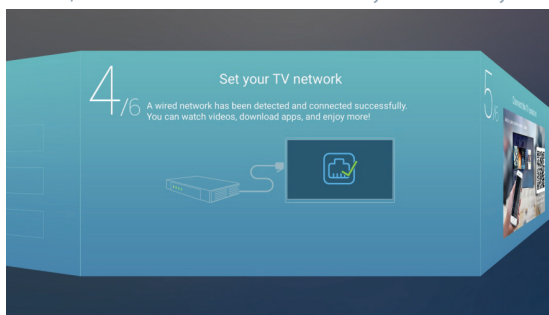 4/6
Set your TV network
A wired network has been detected and connected successfully.
You can watch videos, download apps, and enjoy more!
5/6